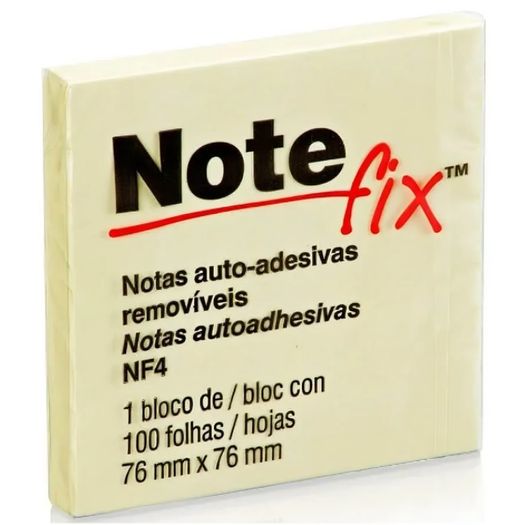 Note
fix™
Notas auto-adesivas
removíveis
Notas autoadhesivas
NF4
1 bloco de / bloc con
100 folhas / hojas
76 mm x 76 mm